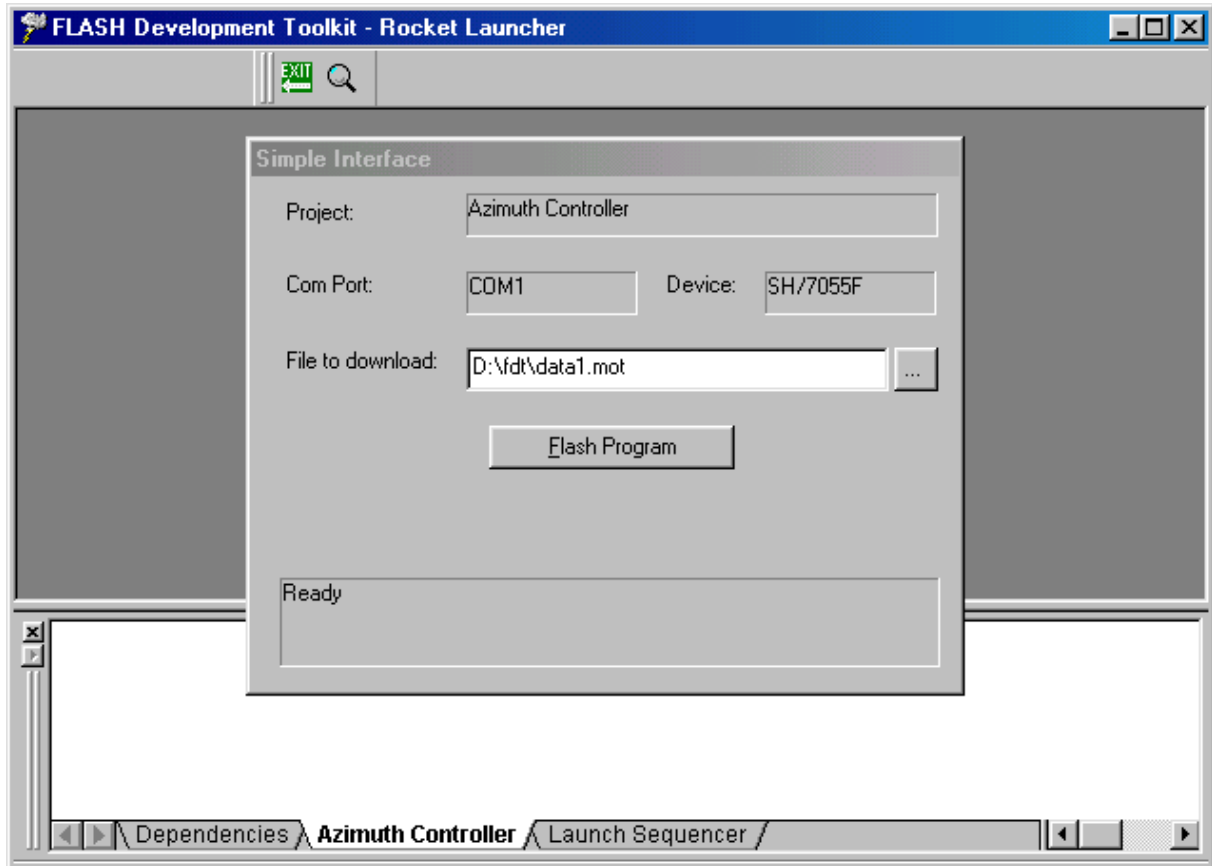 FLASH Development Toolkit - Rocket Launcher
EXIT
Simple Interface
Project: Azimuth Controller
Com Port: COM1 Device: SH/7055F
File to download: D:\fdt\data1.mot ...
Flash Program
Ready
Dependencies Azimuth Controller Launch Sequencer